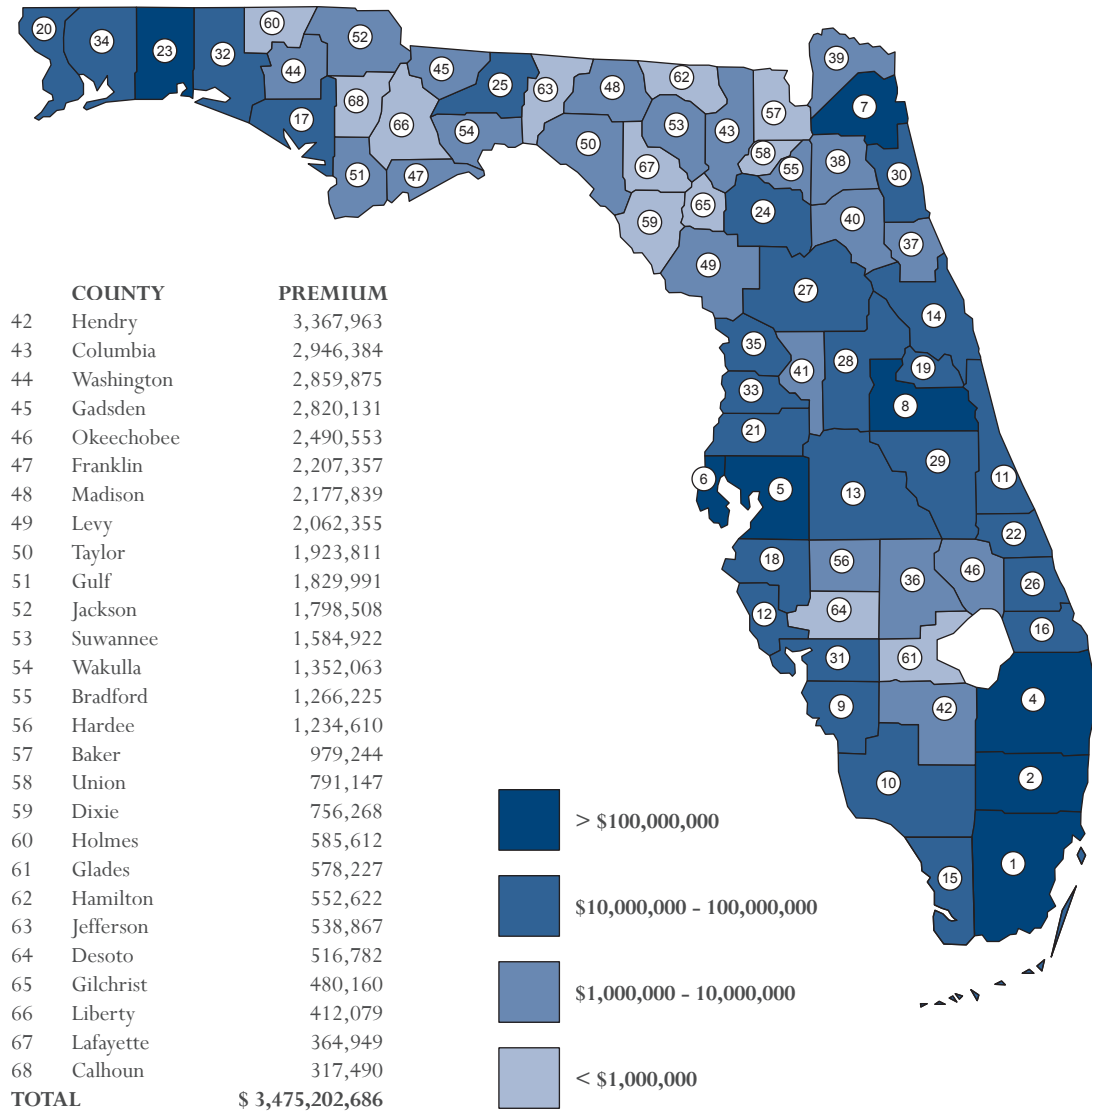 20
34
23
32
60
52
44
45
25
63
48
62
39
7
57
17
68
66
54
50
53
43
58
55
38
30
51
47
67
65
59
24
40
37
49
27
14
35
41
28
19
33
8
21
29
6
5
13
11
22
18
56
36
46
26
12
64
16
31
61
9
42
4
10
2
15
1
COUNTY PREMIUM
42 Hendry 3,367,963
43 Columbia 2,946,384
44 Washington 2,859,875
45 Gadsden 2,820,131
46 Okeechobee 2,490,553
47 Franklin 2,207,357
48 Madison 2,177,839
49 Levy 2,062,355
50 Taylor 1,923,811
51 Gulf 1,829,991
52 Jackson 1,798,508
53 Suwannee 1,584,922
54 Wakulla 1,352,063
55 Bradford 1,266,225
56 Hardee 1,234,610
57 Baker 979,244
58 Union 791,147
59 Dixie 756,268
60 Holmes 585,612
61 Glades 578,227
62 Hamilton 552,622
63 Jefferson 538,867
64 Desoto 516,782
65 Gilchrist 480,160
66 Liberty 412,079
67 Lafayette 364,949
68 Calhoun 317,490
TOTAL $ 3,475,202,686
> $100,000,000
$10,000,000 - 100,000,000
$1,000,000 - 10,000,000
< $1,000,000